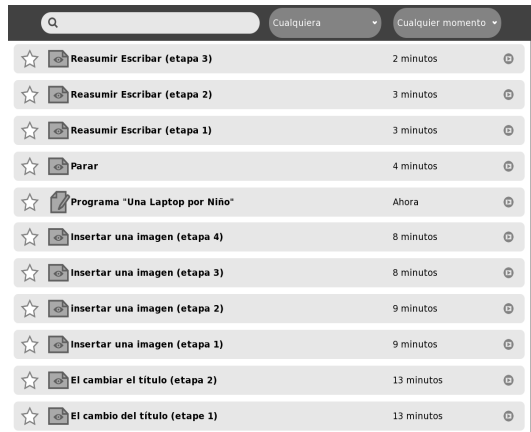 Cualquiera Cualquier momento
Reasumir Escribar (etapa 3) 2 minutos
Reasumir Escribar (etapa 2) 3 minutos
Reasumir Escribar (etapa 1) 3 minutos
Parar 4 minutos
Programa "Una Laptop por Niño" Ahora
Insertar una imagen (etapa 4) 8 minutos
Insertar una imagen (etapa 3) 8 minutos
insertar una imagen (etapa 2) 9 minutos
Insertar una imagen (etapa 1) 9 minutos
El cambiar el título (etapa 2) 13 minutos
El cambio del título (etape 1) 13 minutos